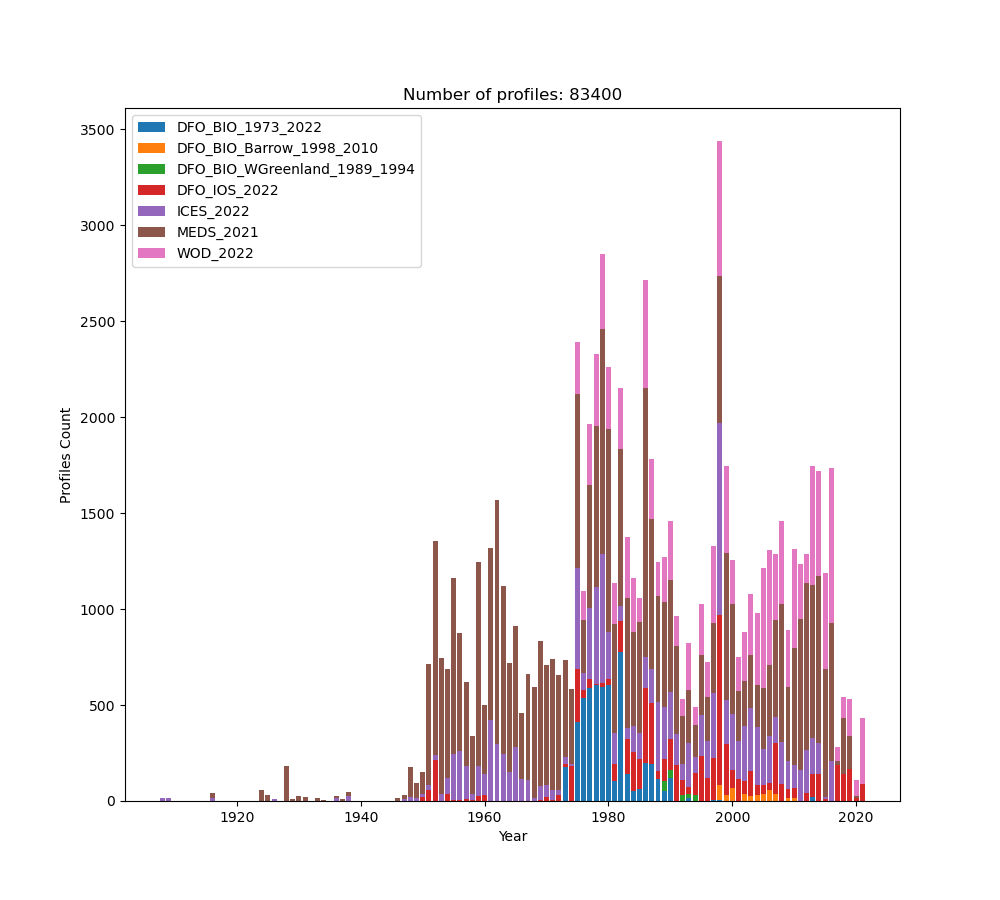 Number of profiles: 83400
DFO_BIO_1973_2022
DFO_BIO_Barrow_1998_2010
DFO_BIO_WGreenland_1989_1994
DFO_IOS_2022
ICES_2022
MEDS_2021
WOD_2022
3500
3000
2500
2000
1500
1000
500
0
Profiles Count
1920 1940 1960 1980 2000 2020
Year